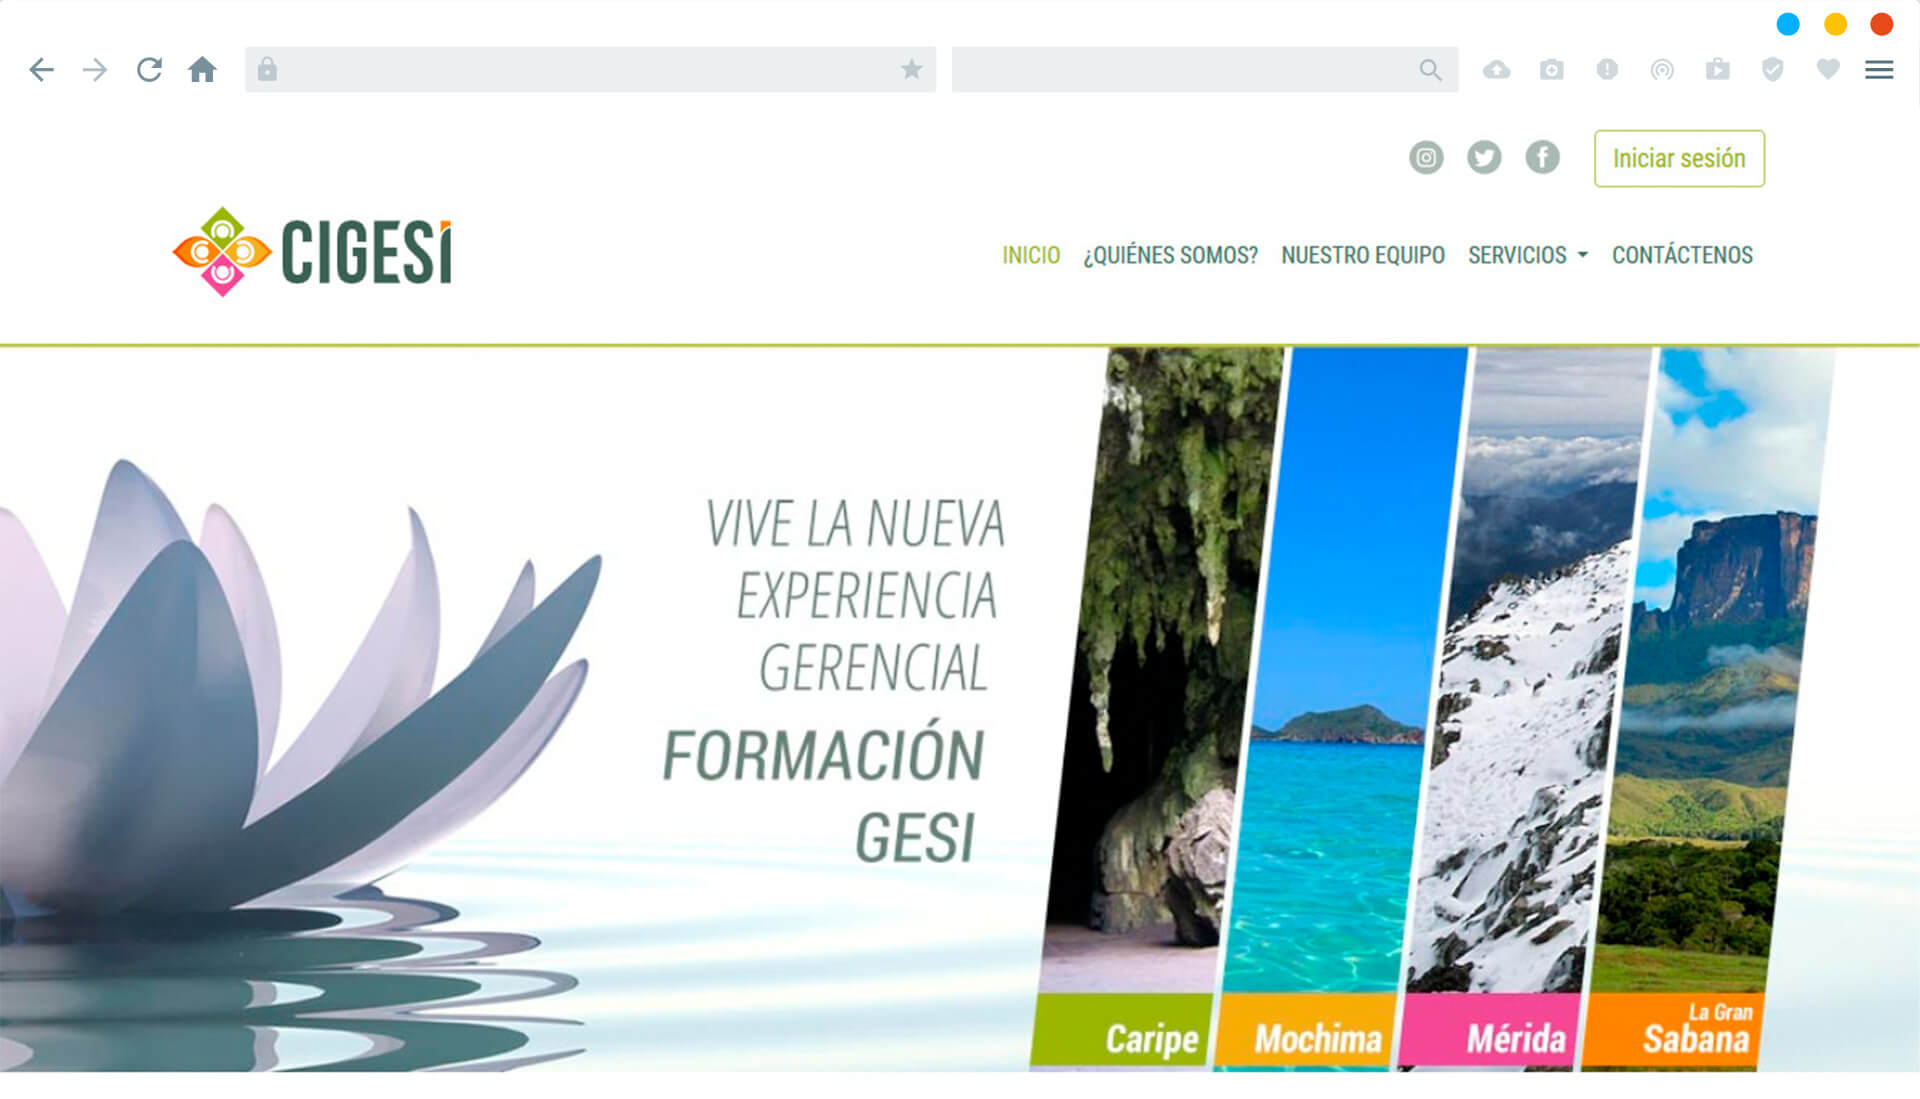 Iniciar sesión
CIGESÍ
INICIO ¿QUIÉNES SOMOS? NUESTRO EQUIPO SERVICIOS CONTÁCTENOS
VIVE LA NUEVA
EXPERIENCIA
GERENCIAL
FORMACIÓN
GESI
Caripe
Mochima
Mérida
La Gran
Sabana